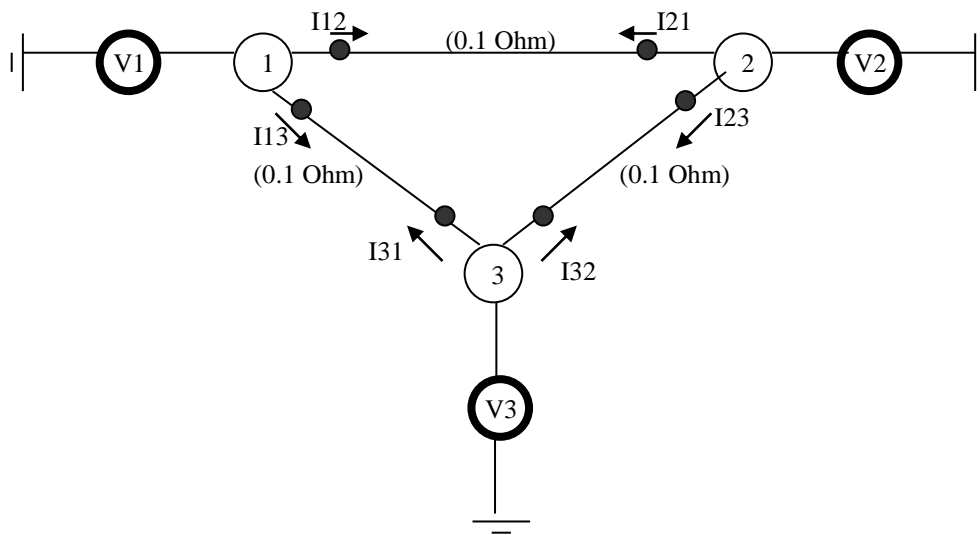 I12
I21
(0.1 Ohm)
V1
1
2
V2
I13
I23
(0.1 Ohm)
(0.1 Ohm)
I31
I32
3
V3